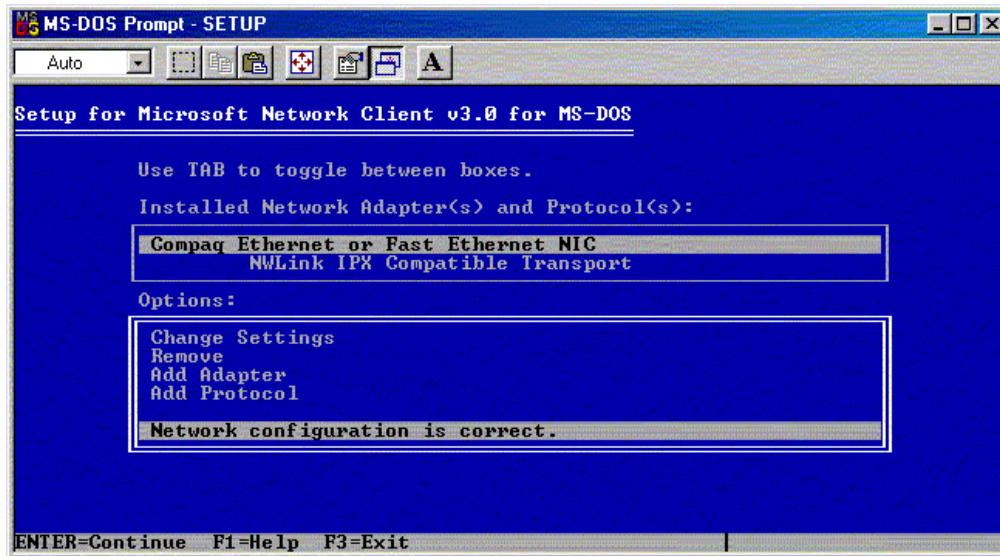 MS-DOS Prompt - SETUP
Auto
A
Setup for Microsoft Network Client v3.0 for MS-DOS
Use TAB to toggle between boxes.
Installed Network Adapter(s) and Protocol(s):
Compaq Ethernet or Fast Ethernet NIC
NWLink IPX Compatible Transport
Options:
Change Settings
Remove
Add Adapter
Add Protocol
Network configuration is correct.
ENTER=Continue F1=Help F3=Exit